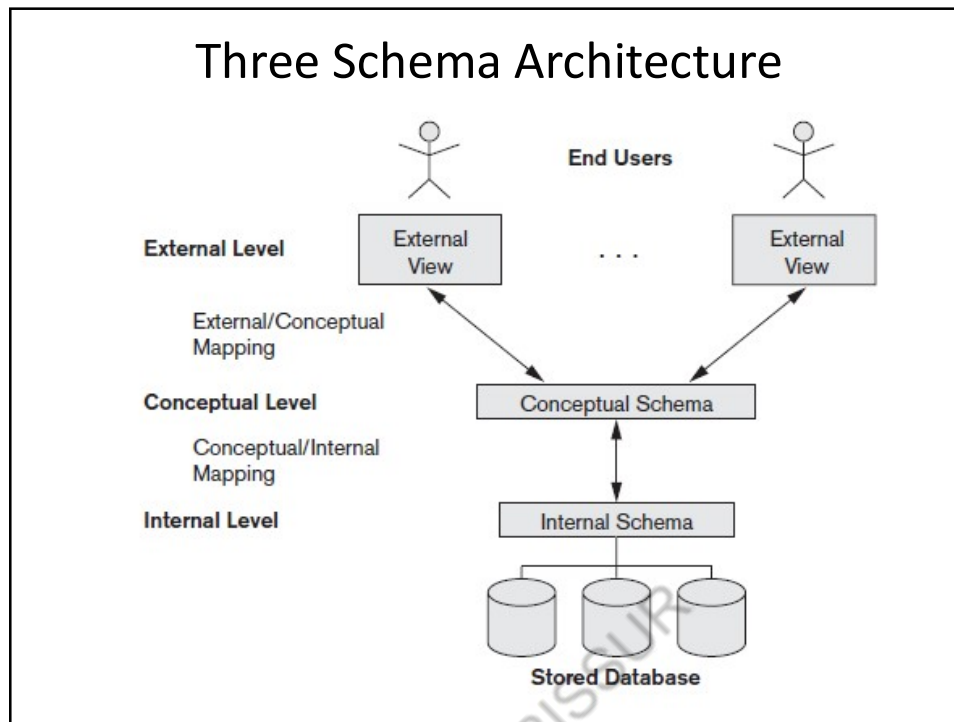 Three Schema Architecture
End Users
External Level
External
View
. . .
External
View
External/Conceptual
Mapping
Conceptual Level
Conceptual Schema
Conceptual/Internal
Mapping
Internal Level
Internal Schema
Stored Database